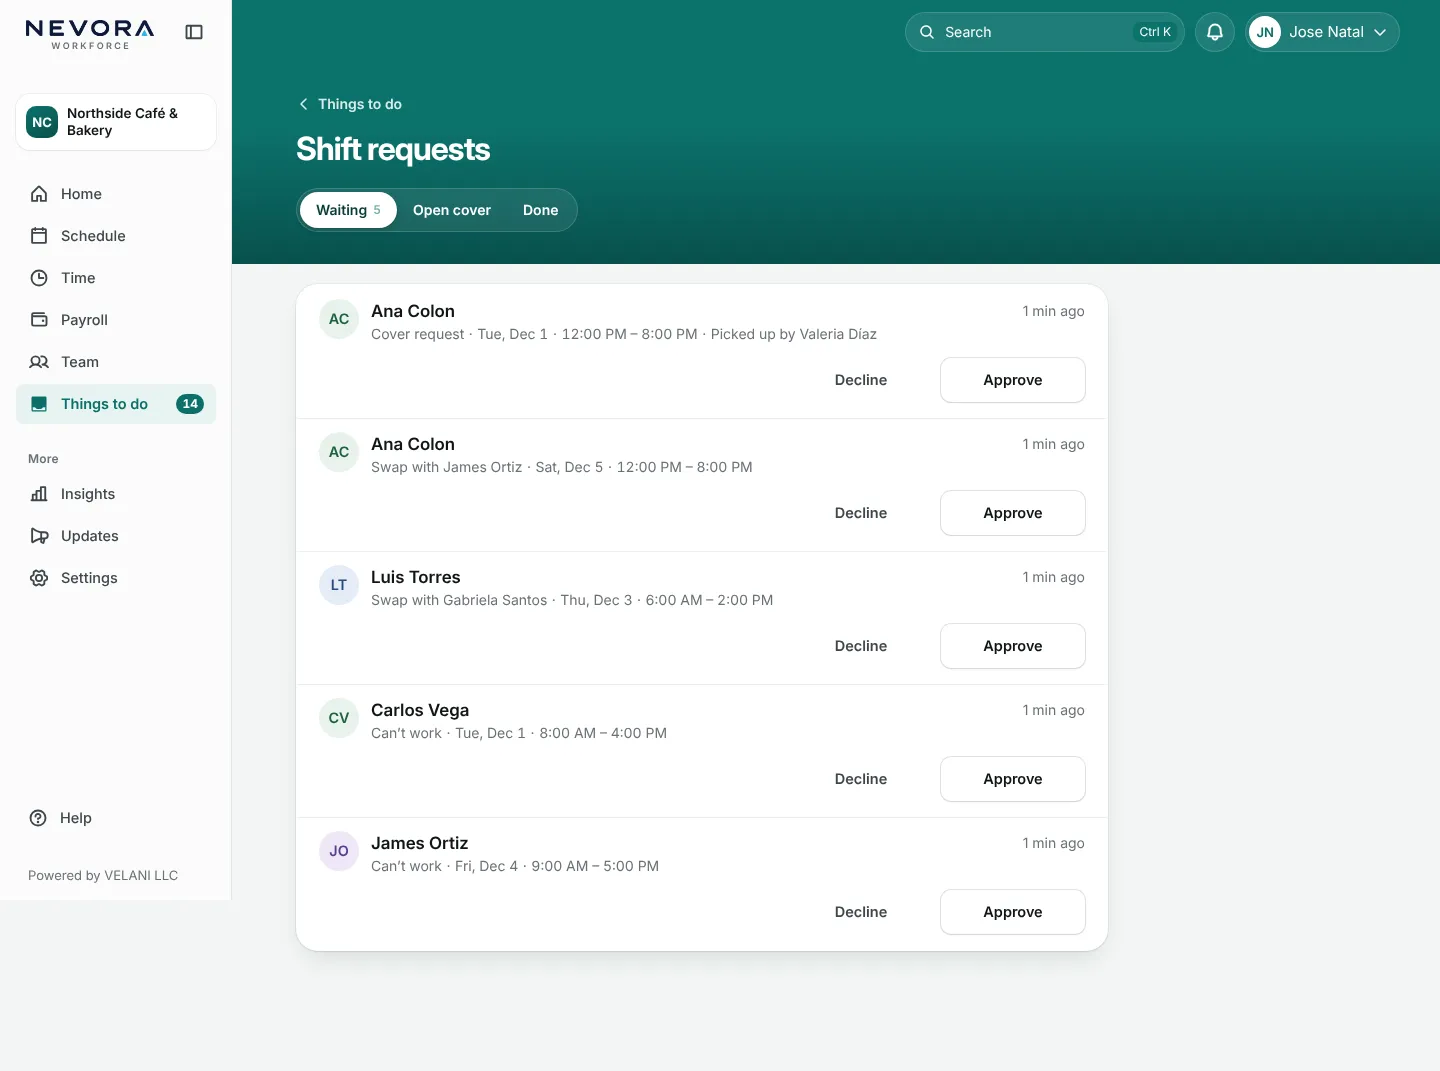 NEVORA
WORKFORCE
Search
Ctrl K
JN
Jose Natal
NC
Northside Café &
Bakery
Home
Schedule
Time
Payroll
Team
Things to do
14
More
Insights
Updates
Settings
Help
Powered by VELANI LLC
Things to do
Shift requests
Waiting 5
Open cover
Done
AC
Ana Colon
1 min ago
Cover request · Tue, Dec 1 · 12:00 PM – 8:00 PM · Picked up by Valeria Díaz
Decline
Approve
AC
Ana Colon
1 min ago
Swap with James Ortiz · Sat, Dec 5 · 12:00 PM – 8:00 PM
Decline
Approve
LT
Luis Torres
1 min ago
Swap with Gabriela Santos · Thu, Dec 3 · 6:00 AM – 2:00 PM
Decline
Approve
CV
Carlos Vega
1 min ago
Can’t work · Tue, Dec 1 · 8:00 AM – 4:00 PM
Decline
Approve
JO
James Ortiz
1 min ago
Can’t work · Fri, Dec 4 · 9:00 AM – 5:00 PM
Decline
Approve